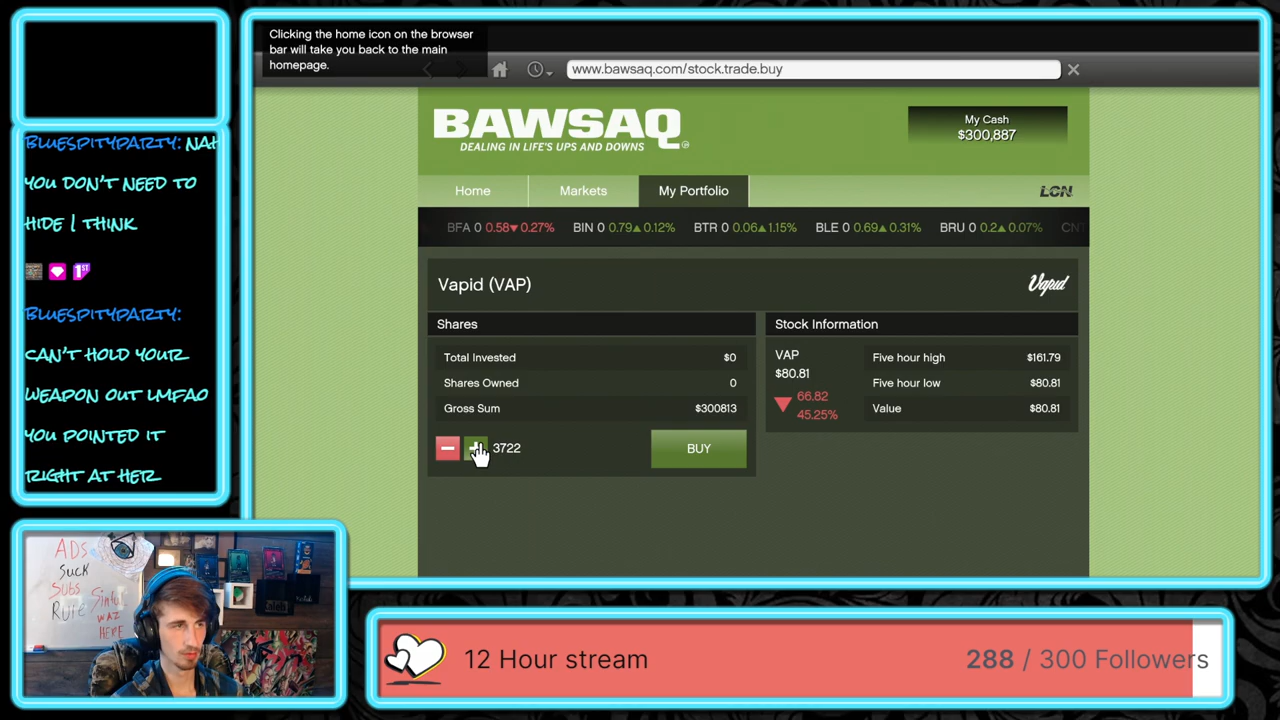 Clicking the home icon on the browser
bar will take you back to the main
homepage.
www.bawsaq.com/stock.trade.buy
BAWSAQ
DEALING IN LIFE'S UPS AND DOWNS
My Cash
$300,887
Home Markets My Portfolio
LCN
BFA 0 0.58▼0.27% BIN 0 0.79▲0.12% BTR 0 0.06▲1.15% BLE 0 0.69▲0.31% BRU 0 0.2▲0.07% CNT
Vapid (VAP)
Vapid
Shares
Total Invested $0
Shares Owned 0
Gross Sum $300813
3722
BUY
Stock Information
VAP
$80.81
66.82
45.25%
Five hour high $161.79
Five hour low $80.81
Value $80.81
BLUESPITYPARTY: NAH
YOU DON'T NEED TO
HIDE I THINK
1ST
BLUESPITYPARTY:
CAN'T HOLD YOUR
WEAPON OUT LMFAO
YOU POINTED IT
RIGHT AT HER
ADS
SUCK
SUBS
RULE
Sinful
WAZ
HERE
12 Hour stream
288 / 300 Followers